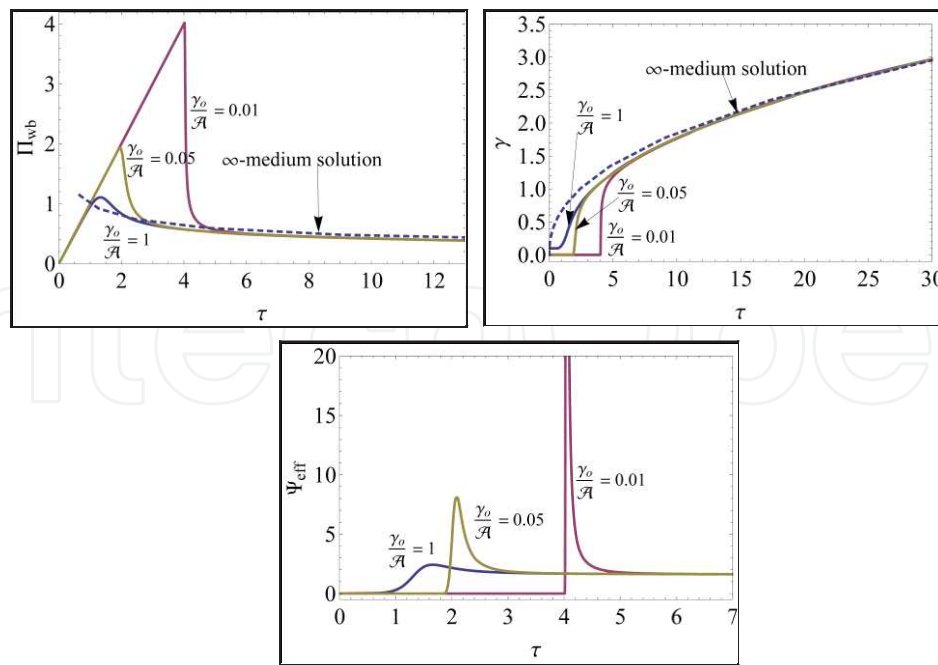 4
3
2
1
0
Π_wb
γ_o/𝒜 = 0.01
γ_o/𝒜 = 0.05
∞-medium solution
γ_o/𝒜 = 1
0 2 4 6 8 10 12
τ
3.5
3.0
2.5
2.0
1.5
1.0
0.5
0.0
γ
∞-medium solution
γ_o/𝒜 = 1
γ_o/𝒜 = 0.05
γ_o/𝒜 = 0.01
0 5 10 15 20 25 30
τ
20
15
10
5
0
Ψ_eff
γ_o/𝒜 = 0.01
γ_o/𝒜 = 0.05
γ_o/𝒜 = 1
0 1 2 3 4 5 6 7
τ